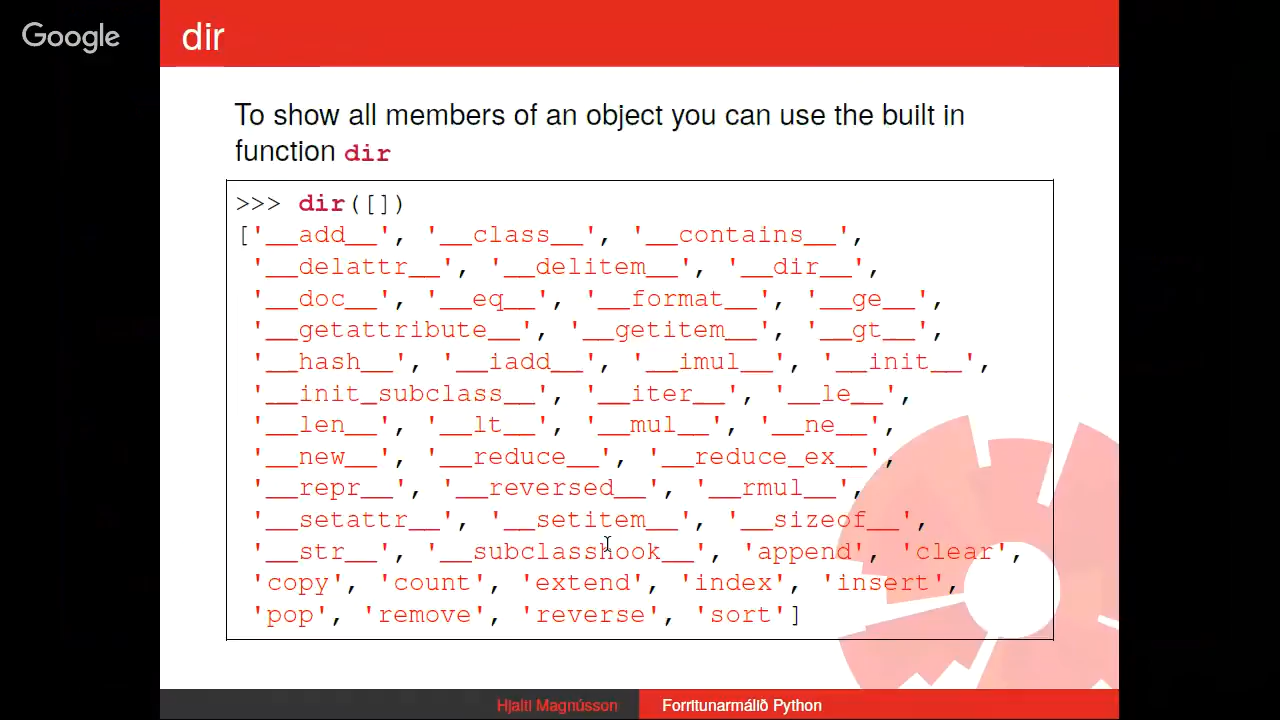 Google
dir
To show all members of an object you can use the built in
function dir
>>> dir([])
['__add__', '__class__', '__contains__',
'__delattr__', '__delitem__', '__dir__',
'__doc__', '__eq__', '__format__', '__ge__',
'__getattribute__', '__getitem__', '__gt__',
'__hash__', '__iadd__', '__imul__', '__init__',
'__init_subclass__', '__iter__', '__le__',
'__len__', '__lt__', '__mul__', '__ne__',
'__new__', '__reduce__', '__reduce_ex__',
'__repr__', '__reversed__', '__rmul__',
'__setattr__', '__setitem__', '__sizeof__',
'__str__', '__subclasshook__', 'append', 'clear',
'copy', 'count', 'extend', 'index', 'insert',
'pop', 'remove', 'reverse', 'sort']
Hjalti Magnússon
Forritunarmálið Python